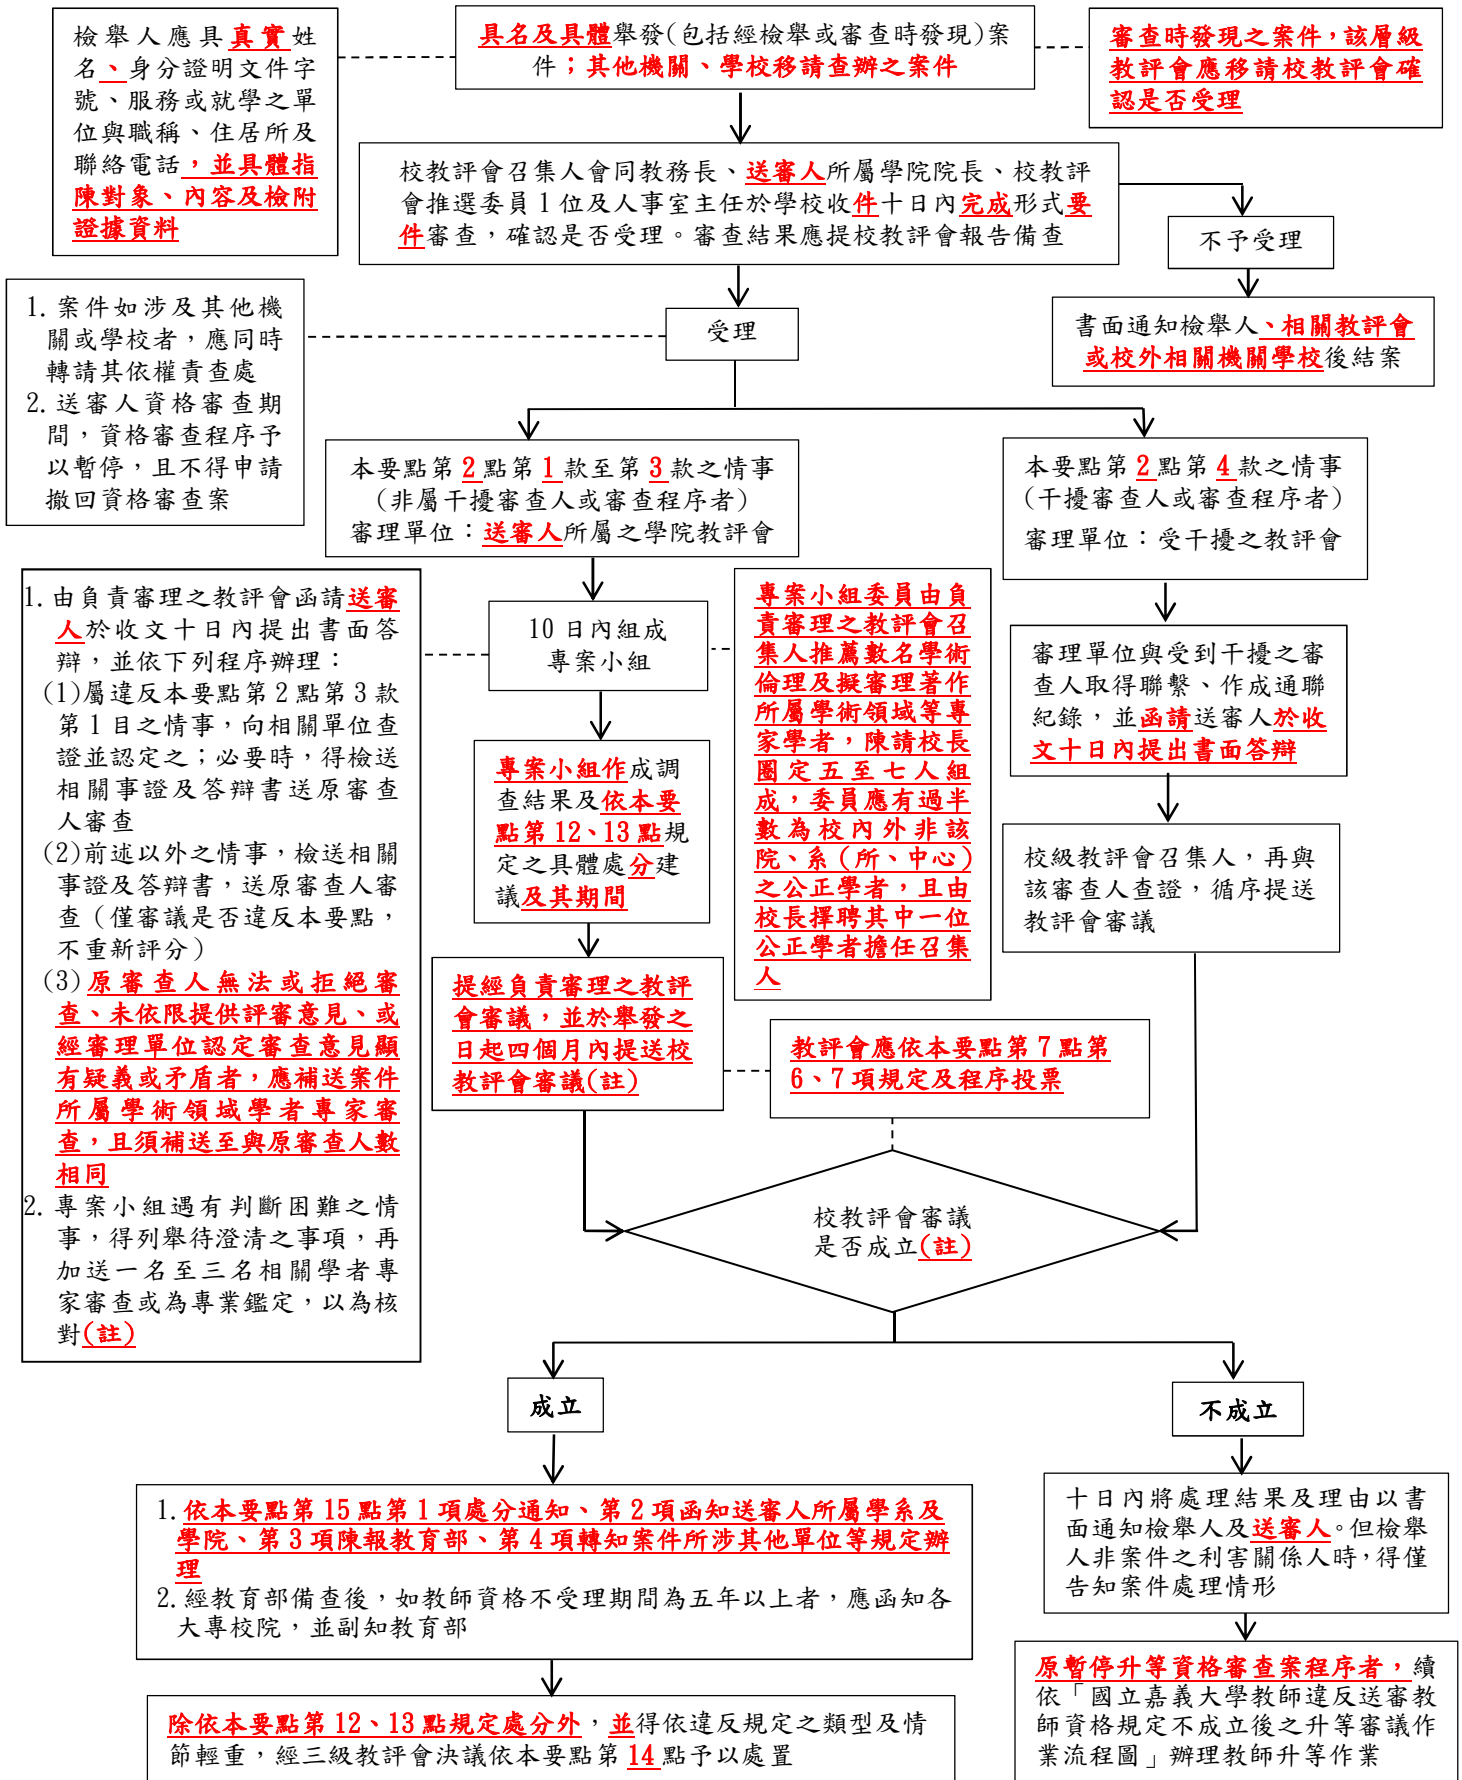 檢舉人應具真實姓
名、身分證明文件字
號、服務或就學之單
位與職稱、住居所及
聯絡電話，並具體指
陳對象、內容及檢附
證據資料
具名及具體舉發(包括經檢舉或審查時發現)案
件；其他機關、學校移請查辦之案件
審查時發現之案件，該層級
教評會應移請校教評會確
認是否受理
校教評會召集人會同教務長、送審人所屬學院院長、校教評
會推選委員1位及人事室主任於學校收件十日內完成形式要
件審查，確認是否受理。審查結果應提校教評會報告備查
不予受理
書面通知檢舉人、相關教評會
或校外相關機關學校後結案
受理
1. 案件如涉及其他機
關或學校者，應同時
轉請其依權責查處
2. 送審人資格審查期
間，資格審查程序予
以暫停，且不得申請
撤回資格審查案
本要點第2點第1款至第3款之情事
(非屬干擾審查人或審查程序者)
審理單位：送審人所屬之學院教評會
本要點第2點第4款之情事
(干擾審查人或審查程序者)
審理單位：受干擾之教評會
1. 由負責審理之教評會函請送審
人於收文十日內提出書面答
辯，並依下列程序辦理：
(1)屬違反本要點第2點第3款
第1目之情事，向相關單位查
證並認定之；必要時，得檢送
相關事證及答辯書送原審查
人審查
(2)前述以外之情事，檢送相關
事證及答辯書，送原審查人審
查（僅審議是否違反本要點，
不重新評分）
(3)原審查人無法或拒絕審
查、未依限提供評審意見、或
經審理單位認定審查意見顯
有疑義或矛盾者，應補送案件
所屬學術領域學者專家審
查，且須補送至與原審查人數
相同
2. 專案小組遇有判斷困難之情
事，得列舉待澄清之事項，再
加送一名至三名相關學者專
家審查或為專業鑑定，以為核
對(註)
10日內組成
專案小組
專案小組作成調
查結果及依本要
點第12、13點規
定之具體處分建
議及其期間
提經負責審理之教評
會審議，並於舉發之
日起四個月內提送校
教評會審議(註)
專案小組委員由負
責審理之教評會召
集人推薦數名學術
倫理及擬審理著作
所屬學術領域等專
家學者，陳請校長
圈定五至七人組
成，委員應有過半
數為校內外非該
院、系（所、中心）
之公正學者，且由
校長擇聘其中一位
公正學者擔任召集
人
審理單位與受到干擾之審
查人取得聯繫、作成通聯
紀錄，並函請送審人於收
文十日內提出書面答辯
校級教評會召集人，再與
該審查人查證，循序提送
教評會審議
教評會應依本要點第7點第
6、7項規定及程序投票
校教評會審議
是否成立(註)
成立
不成立
1. 依本要點第15點第1項處分通知、第2項函知送審人所屬學系及
學院、第3項陳報教育部、第4項轉知案件所涉其他單位等規定辦
理
2. 經教育部備查後，如教師資格不受理期間為五年以上者，應函知各
大專校院，並副知教育部
十日內將處理結果及理由以書
面通知檢舉人及送審人。但檢舉
人非案件之利害關係人時，得僅
告知案件處理情形
除依本要點第12、13點規定處分外，並得依違反規定之類型及情
節輕重，經三級教評會決議依本要點第14點予以處置
原暫停升等資格審查案程序者，續
依「國立嘉義大學教師違反送審教
師資格規定不成立後之升等審議作
業流程圖」辦理教師升等作業